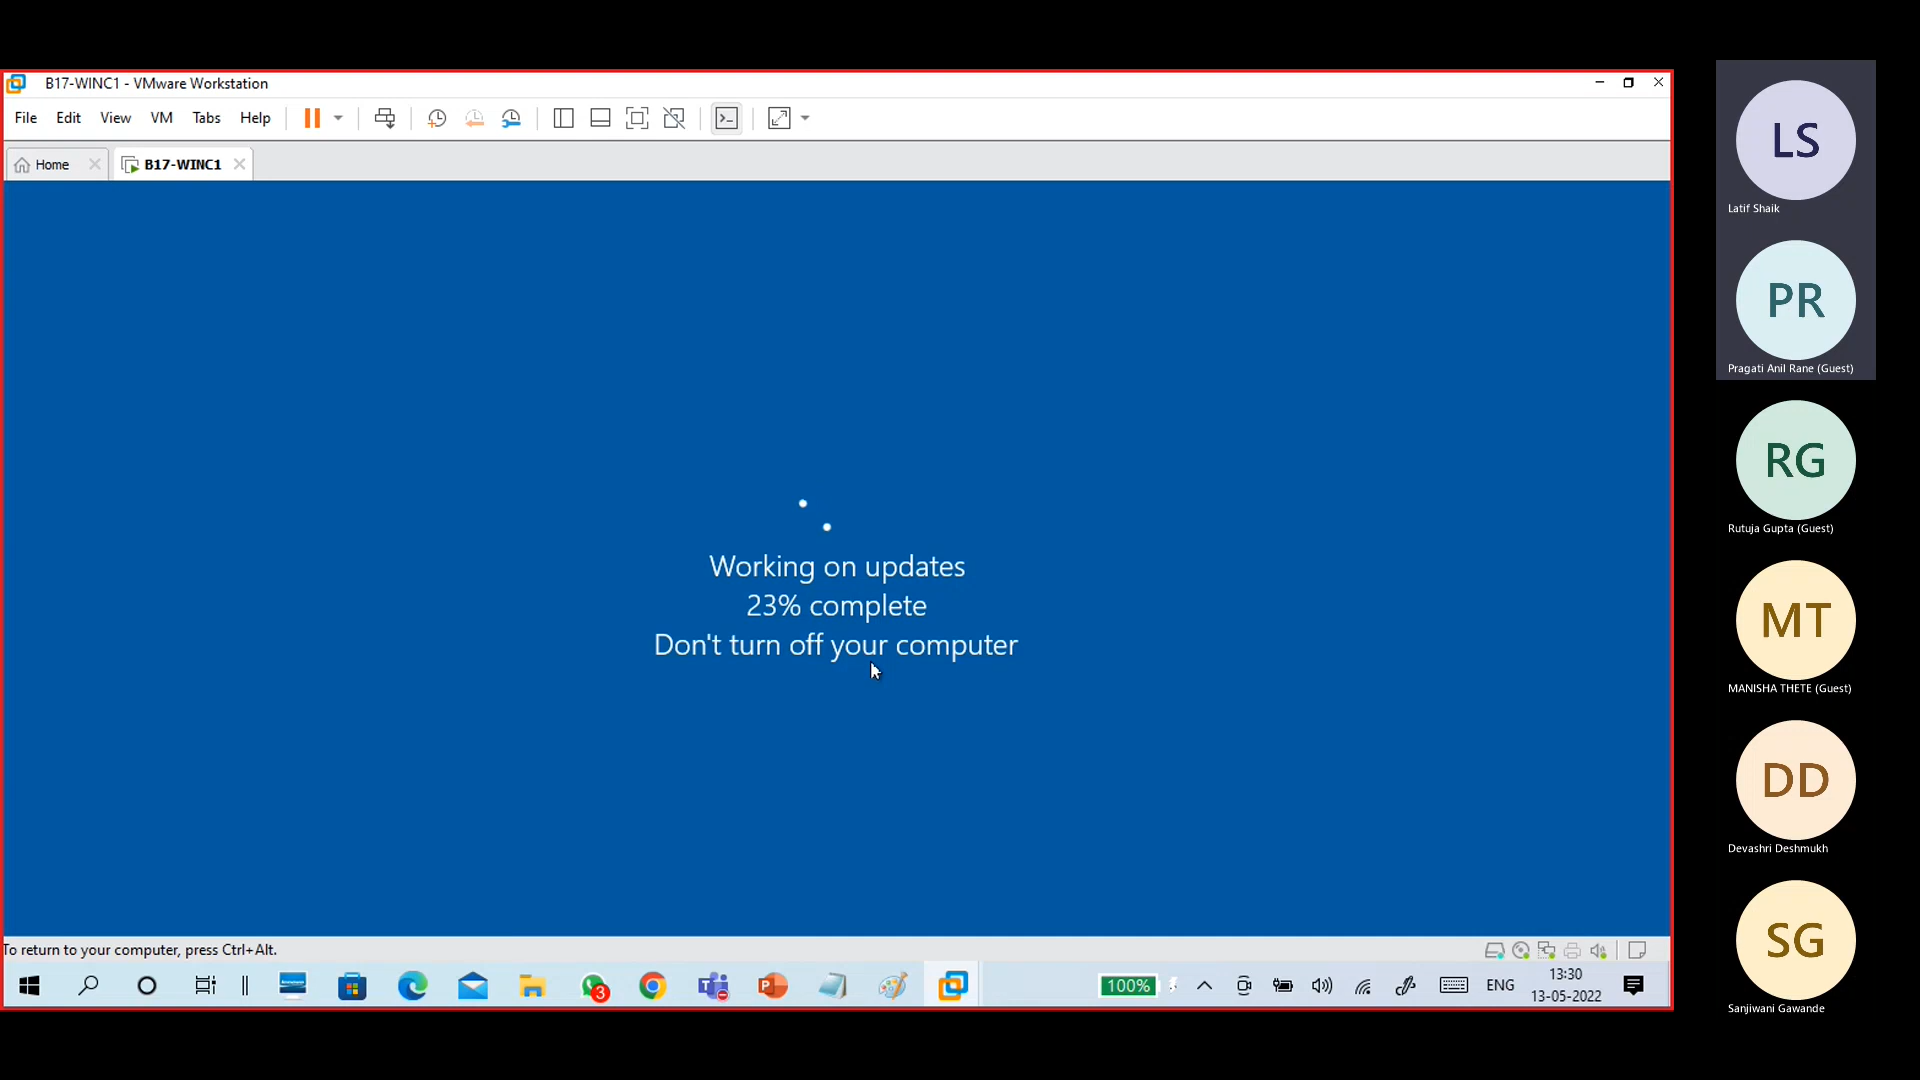 B17-WINC1 - VMware Workstation
File Edit View VM Tabs Help
Home B17-WINC1
Working on updates
23% complete
Don't turn off your computer
To return to your computer, press Ctrl+Alt.
3
100%
ENG
13:30
13-05-2022
LS
Latif Shaik
PR
Pragati Anil Rane (Guest)
RG
Rutuja Gupta (Guest)
MT
MANISHA THETE (Guest)
DD
Devashri Deshmukh
SG
Sanjiwani Gawande